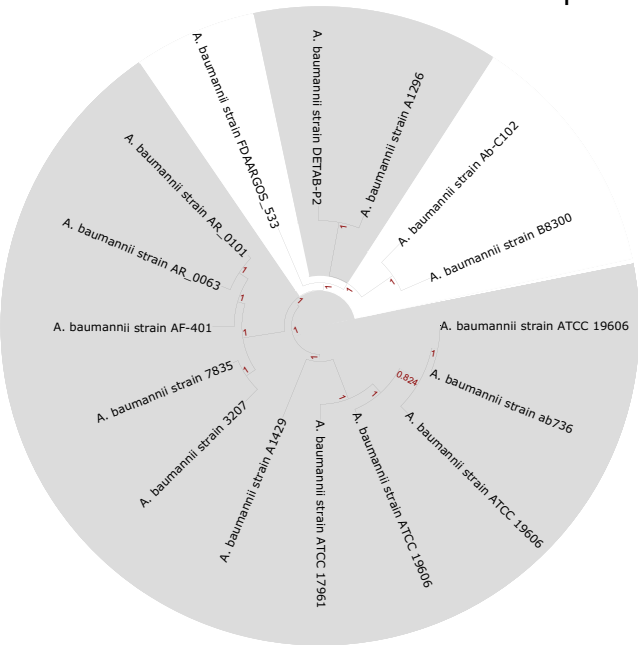 A. baumannii strain FDAARGOS_533
A. baumannii strain DETAB-P2
A. baumannii strain A1296
A. baumannii strain Ab-C102
A. baumannii strain B8300
A. baumannii strain ATCC 19606
A. baumannii strain ab736
A. baumannii strain ATCC 19606
A. baumannii strain ATCC 19606
A. baumannii strain ATCC 17961
A. baumannii strain A1429
A. baumannii strain 3207
A. baumannii strain 7835
A. baumannii strain AF-401
A. baumannii strain AR_0063
A. baumannii strain AR_0101
1
1
1
1
1
1
1
1
1
1
1
1
1
1
0.824